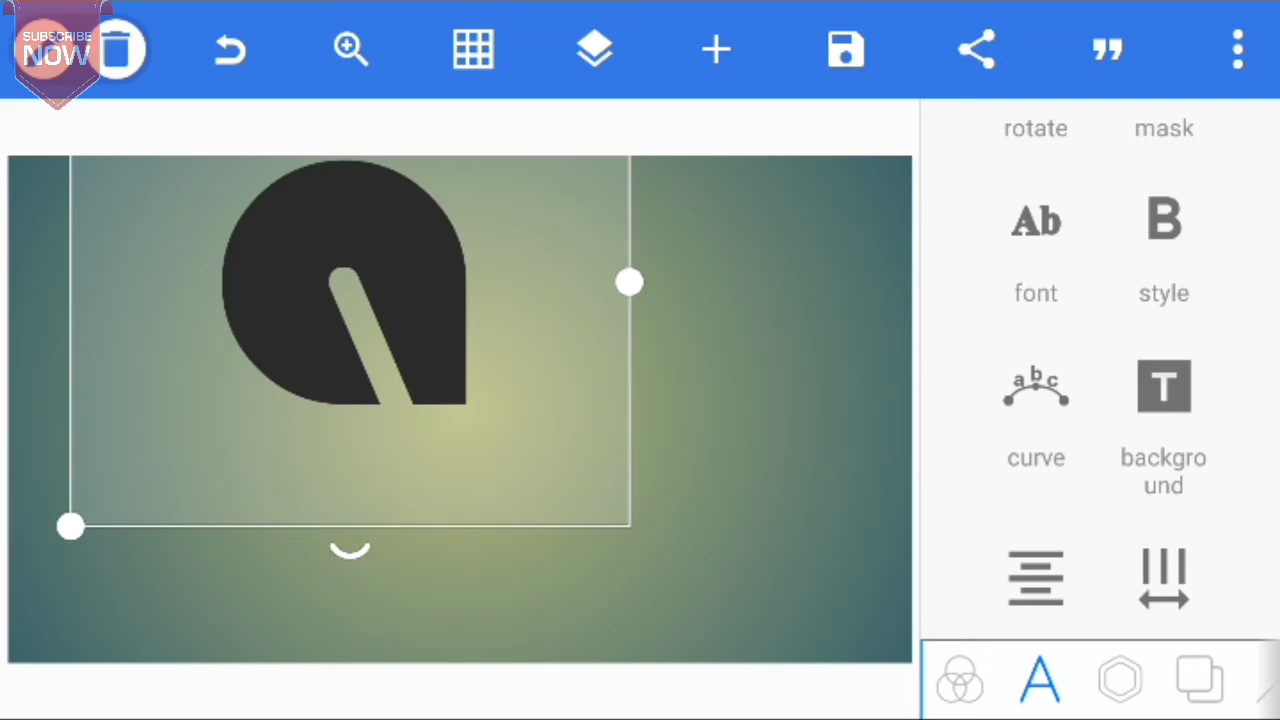 SUBSCRIBE
NOW
rotate mask
Ab B
font style
abc T
curve backgro
und
A